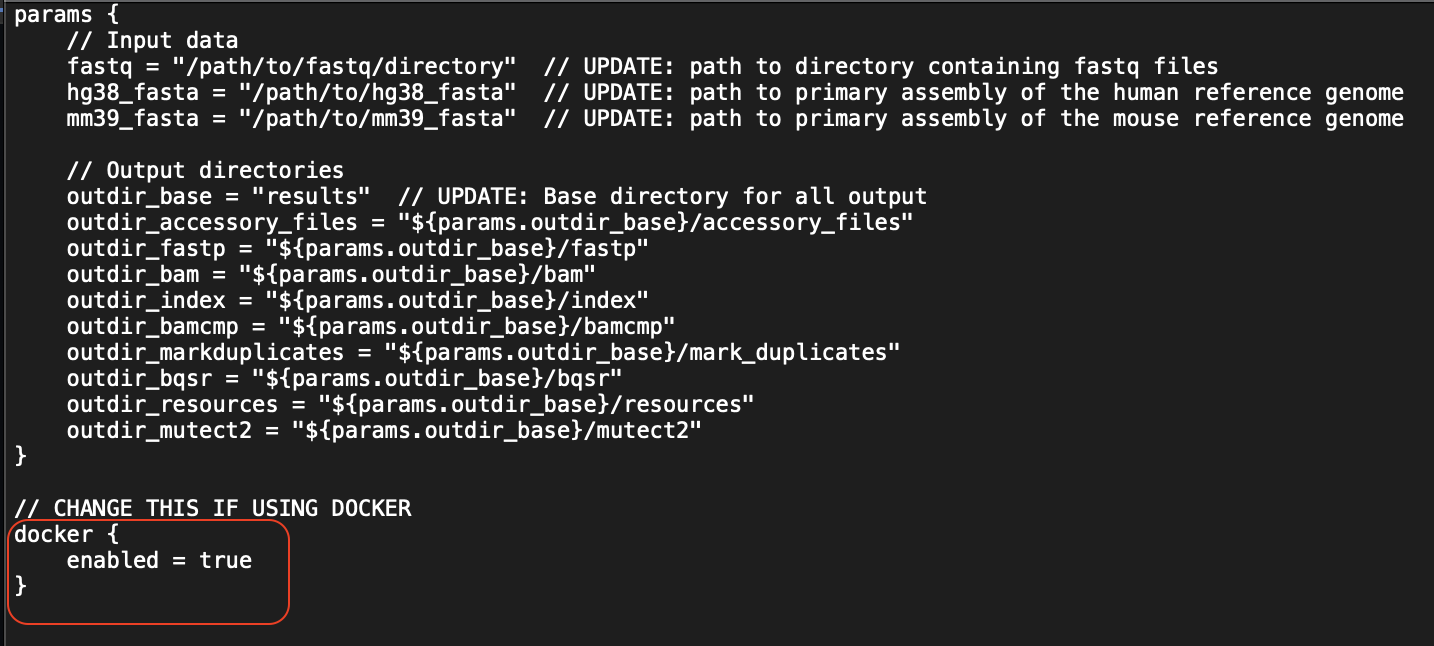 params {
    // Input data
    fastq = "/path/to/fastq/directory"  // UPDATE: path to directory containing fastq files
    hg38_fasta = "/path/to/hg38_fasta"  // UPDATE: path to primary assembly of the human reference genome
    mm39_fasta = "/path/to/mm39_fasta"  // UPDATE: path to primary assembly of the mouse reference genome

    // Output directories
    outdir_base = "results"  // UPDATE: Base directory for all output
    outdir_accessory_files = "${params.outdir_base}/accessory_files"
    outdir_fastp = "${params.outdir_base}/fastp"
    outdir_bam = "${params.outdir_base}/bam"
    outdir_index = "${params.outdir_base}/index"
    outdir_bamcmp = "${params.outdir_base}/bamcmp"
    outdir_markduplicates = "${params.outdir_base}/mark_duplicates"
    outdir_bqsr = "${params.outdir_base}/bqsr"
    outdir_resources = "${params.outdir_base}/resources"
    outdir_mutect2 = "${params.outdir_base}/mutect2"
}

// CHANGE THIS IF USING DOCKER
docker {
    enabled = true
}